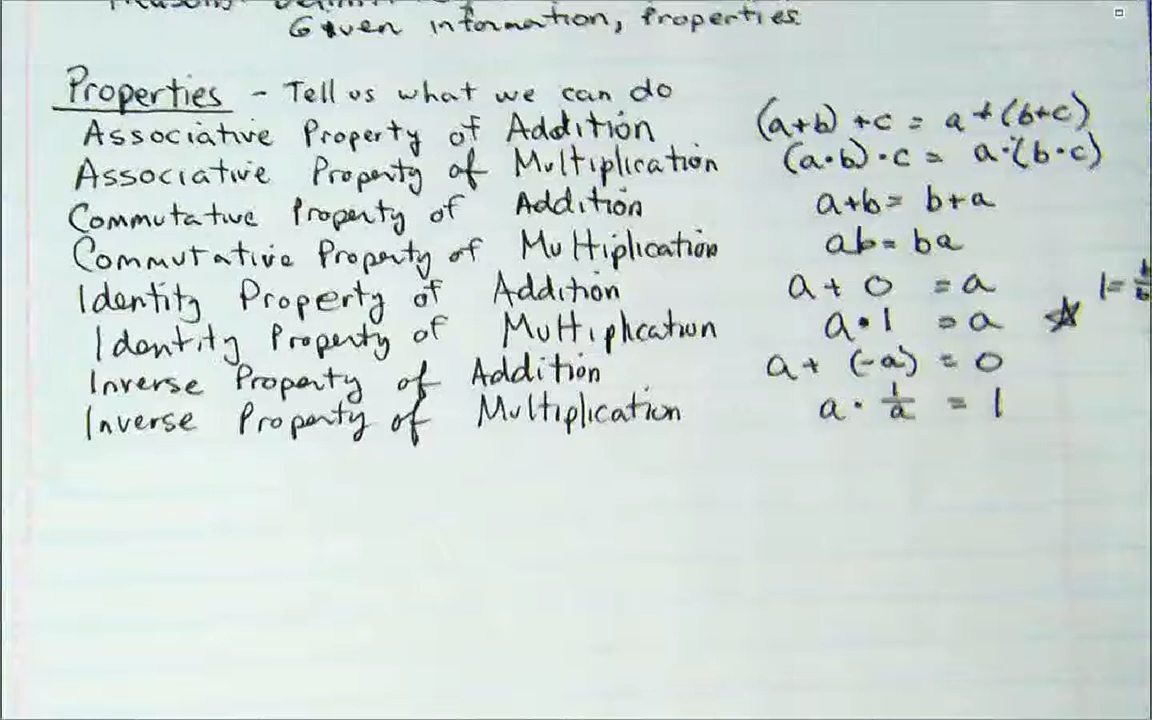 Given information, Properties
Properties - Tell us what we can do
Associative Property of Addition (a+b)+c = a+(b+c)
Associative Property of Multiplication (a·b)·c = a·(b·c)
Commutative Property of Addition a+b = b+a
Commutative Property of Multiplication ab = ba
Identity Property of Addition a + 0 = a 1 =
Identity Property of Multiplication a·1 = a ☆
Inverse Property of Addition a + (-a) = 0
Inverse Property of Multiplication a · 1/a = 1